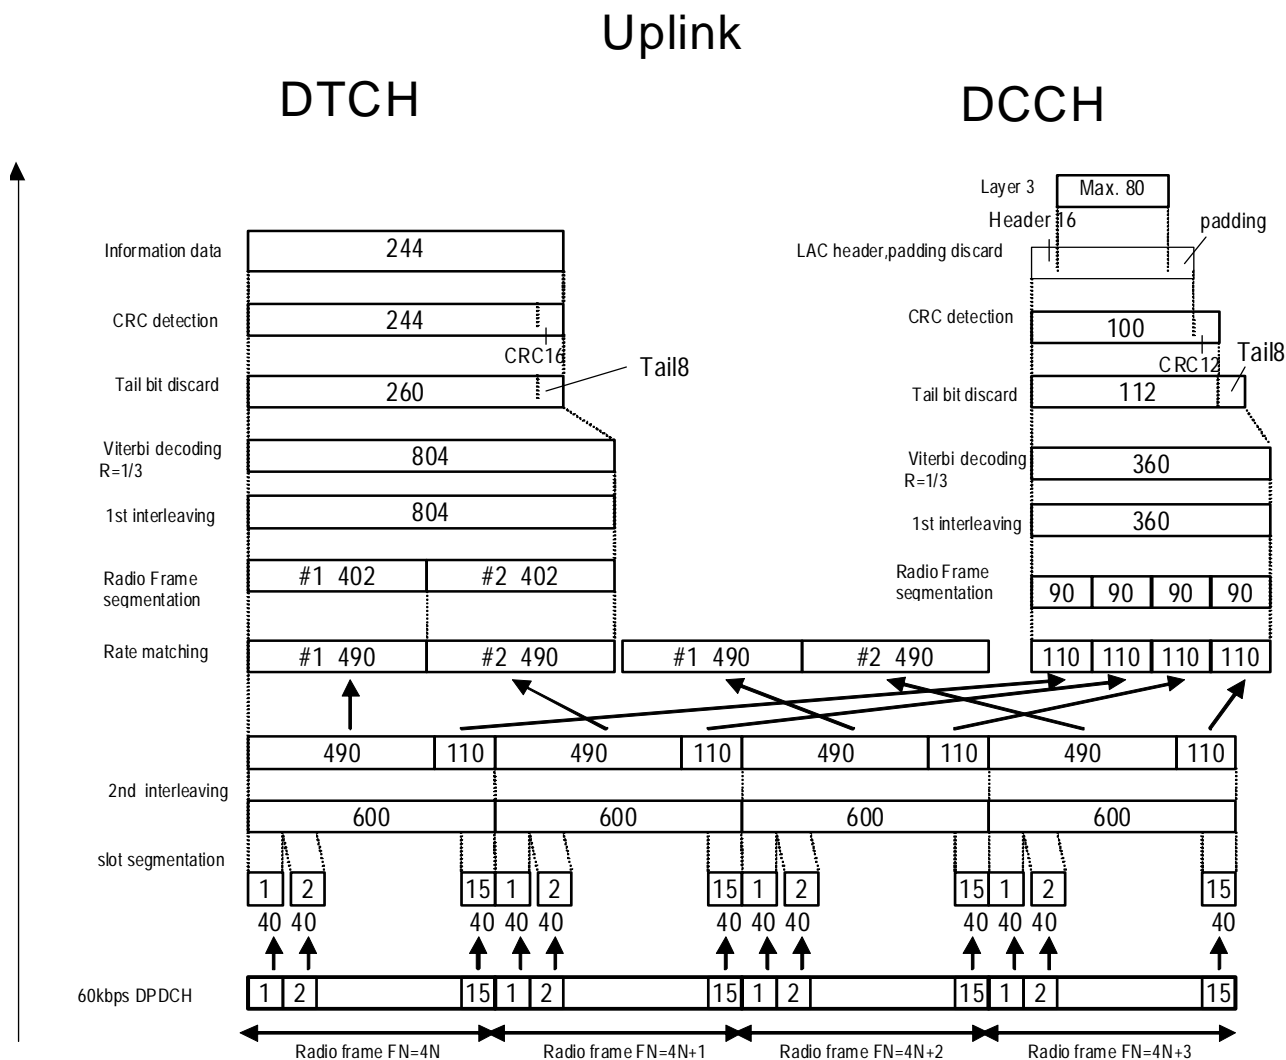 Uplink
DTCH
DCCH
Layer 3
Max. 80
Header 16
padding
Information data
244
LAC header,padding discard
CRC detection
244
CRC16
CRC detection
100
CRC12
Tail8
Tail bit discard
260
Tail8
Tail bit discard
112
Viterbi decoding
R=1/3
804
Viterbi decoding
R=1/3
360
1st interleaving
804
1st interleaving
360
Radio Frame
segmentation
#1 402
#2 402
Radio Frame
segmentation
90 90 90 90
Rate matching
#1 490
#2 490
#1 490
#2 490
110 110 110 110
490 110 490 110 490 110 490 110
2nd interleaving
600 600 600 600
slot segmentation
1 2 15 1 2 15 1 2 15 1 2 15
40 40 40 40 40 40 40 40 40 40 40 40
60kbps DPDCH
1 2 15 1 2 15 1 2 15 1 2 15
Radio frame FN=4N
Radio frame FN=4N+1
Radio frame FN=4N+2
Radio frame FN=4N+3